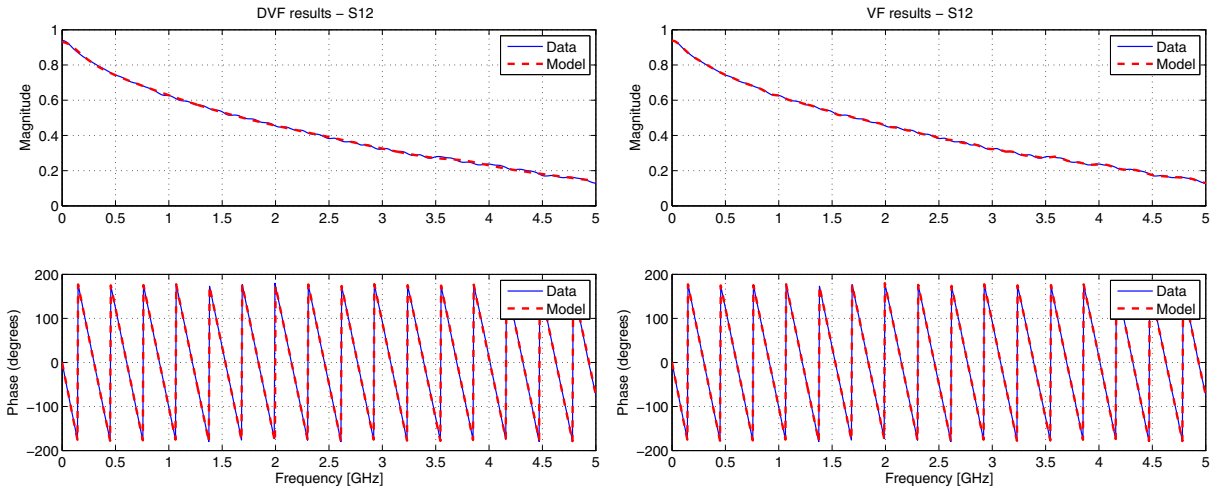 DVF results – S12
1
0.8
0.6
0.4
0.2
0
Magnitude
0 0.5 1 1.5 2 2.5 3 3.5 4 4.5 5
Data
Model
200
100
0
−100
−200
Phase (degrees)
0 0.5 1 1.5 2 2.5 3 3.5 4 4.5 5
Frequency [GHz]
Data
Model
VF results – S12
1
0.8
0.6
0.4
0.2
0
Magnitude
0 0.5 1 1.5 2 2.5 3 3.5 4 4.5 5
Data
Model
200
100
0
−100
−200
Phase (degrees)
0 0.5 1 1.5 2 2.5 3 3.5 4 4.5 5
Frequency [GHz]
Data
Model